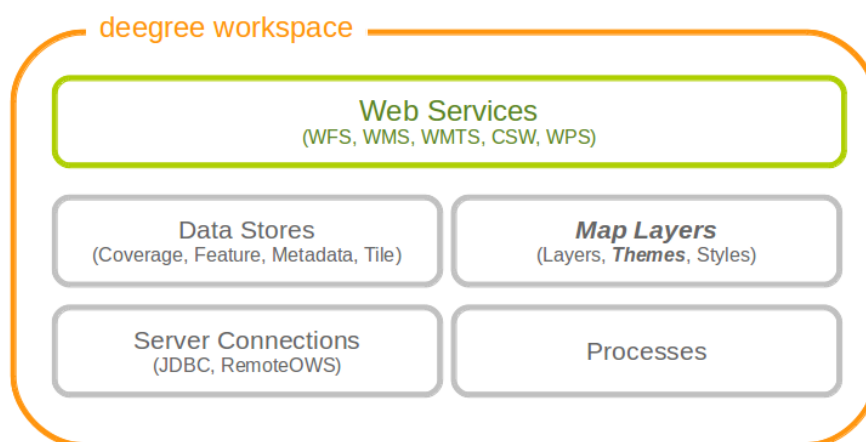 deegree workspace
Web Services
(WFS, WMS, WMTS, CSW, WPS)
Data Stores
(Coverage, Feature, Metadata, Tile)
Map Layers
(Layers, Themes, Styles)
Server Connections
(JDBC, RemoteOWS)
Processes